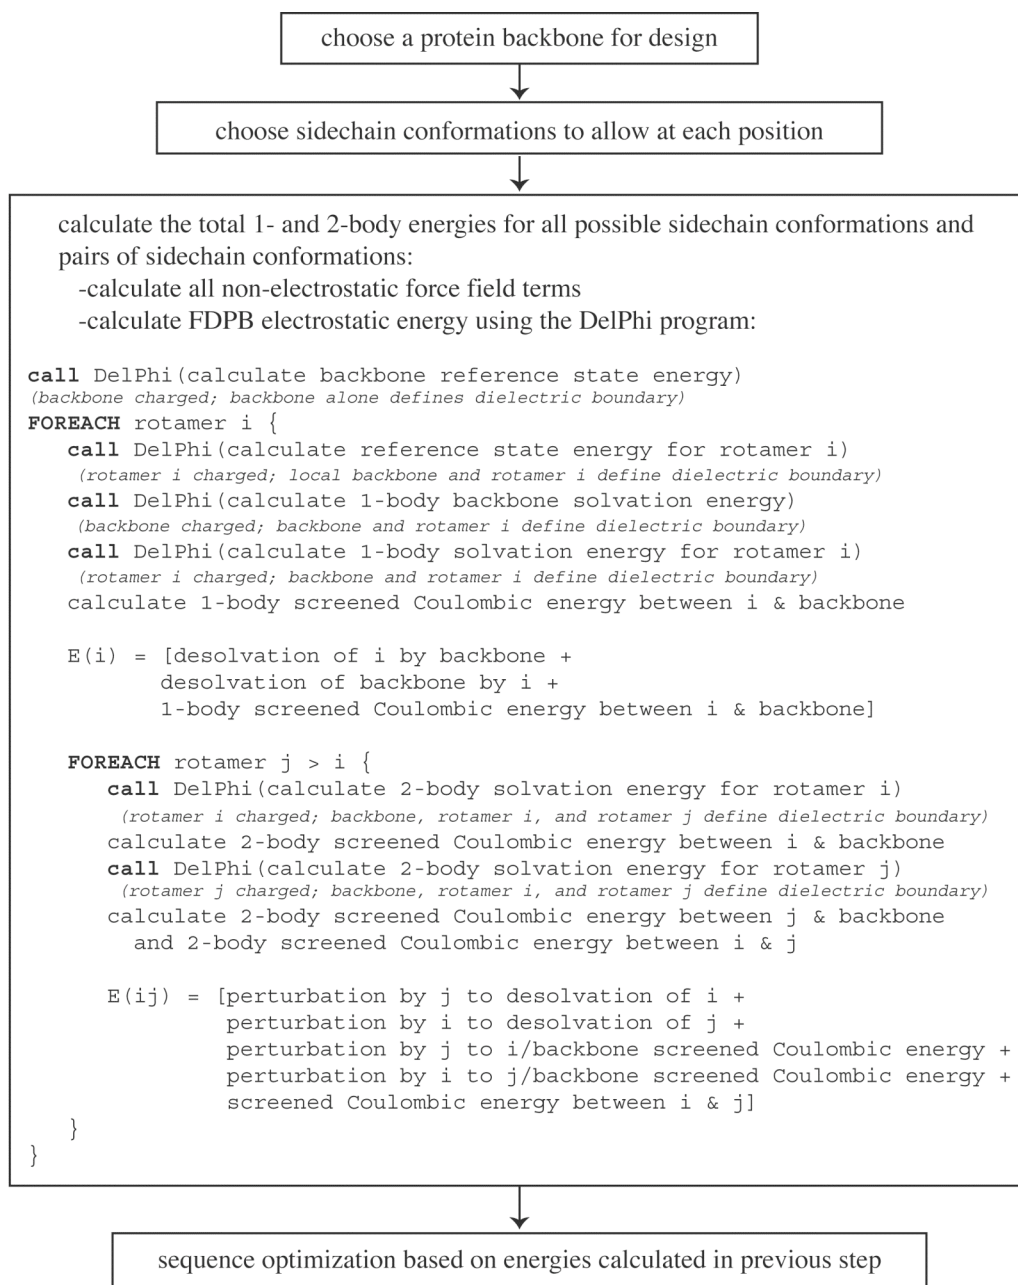 choose a protein backbone for design
choose sidechain conformations to allow at each position
calculate the total 1- and 2-body energies for all possible sidechain conformations and
pairs of sidechain conformations:
-calculate all non-electrostatic force field terms
-calculate FDPB electrostatic energy using the DelPhi program:
call DelPhi(calculate backbone reference state energy)
(backbone charged; backbone alone defines dielectric boundary)
FOREACH rotamer i {
call DelPhi(calculate reference state energy for rotamer i)
(rotamer i charged; local backbone and rotamer i define dielectric boundary)
call DelPhi(calculate 1-body backbone solvation energy)
(backbone charged; backbone and rotamer i define dielectric boundary)
call DelPhi(calculate 1-body solvation energy for rotamer i)
(rotamer i charged; backbone and rotamer i define dielectric boundary)
calculate 1-body screened Coulombic energy between i & backbone
E(i) = [desolvation of i by backbone +
desolvation of backbone by i +
1-body screened Coulombic energy between i & backbone]
FOREACH rotamer j > i {
call DelPhi(calculate 2-body solvation energy for rotamer i)
(rotamer i charged; backbone, rotamer i, and rotamer j define dielectric boundary)
calculate 2-body screened Coulombic energy between i & backbone
call DelPhi(calculate 2-body solvation energy for rotamer j)
(rotamer j charged; backbone, rotamer i, and rotamer j define dielectric boundary)
calculate 2-body screened Coulombic energy between j & backbone
and 2-body screened Coulombic energy between i & j
E(ij) = [perturbation by j to desolvation of i +
perturbation by i to desolvation of j +
perturbation by j to i/backbone screened Coulombic energy +
perturbation by i to j/backbone screened Coulombic energy +
screened Coulombic energy between i & j]
}
}
sequence optimization based on energies calculated in previous step